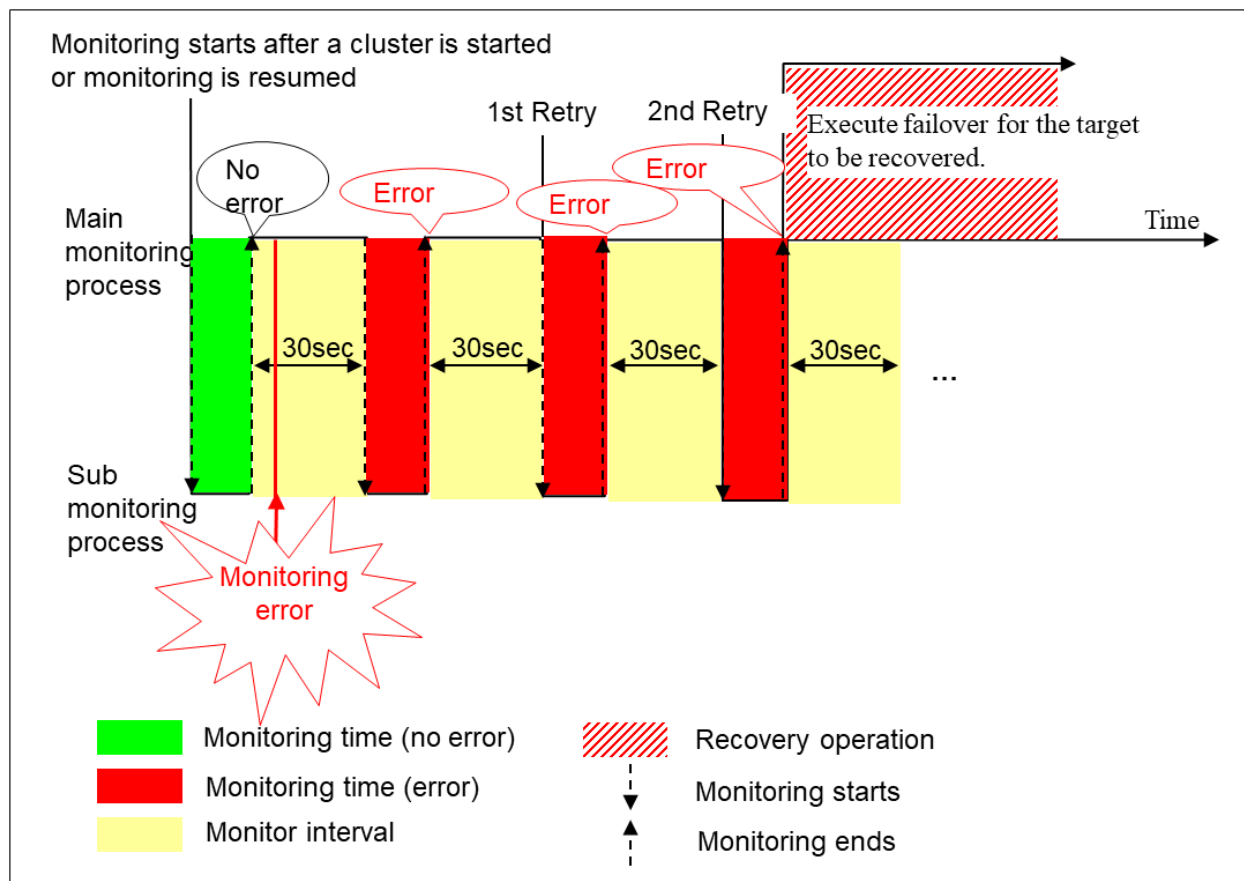 Monitoring starts after a cluster is started
or monitoring is resumed
1st Retry
2nd Retry
Execute failover for the target
to be recovered.
No
error
Error
Error
Error
Main
monitoring
process
Time
30sec
30sec
30sec
30sec
...
Sub
monitoring
process
Monitoring
error
Monitoring time (no error)
Recovery operation
Monitoring time (error)
Monitoring starts
Monitor interval
Monitoring ends